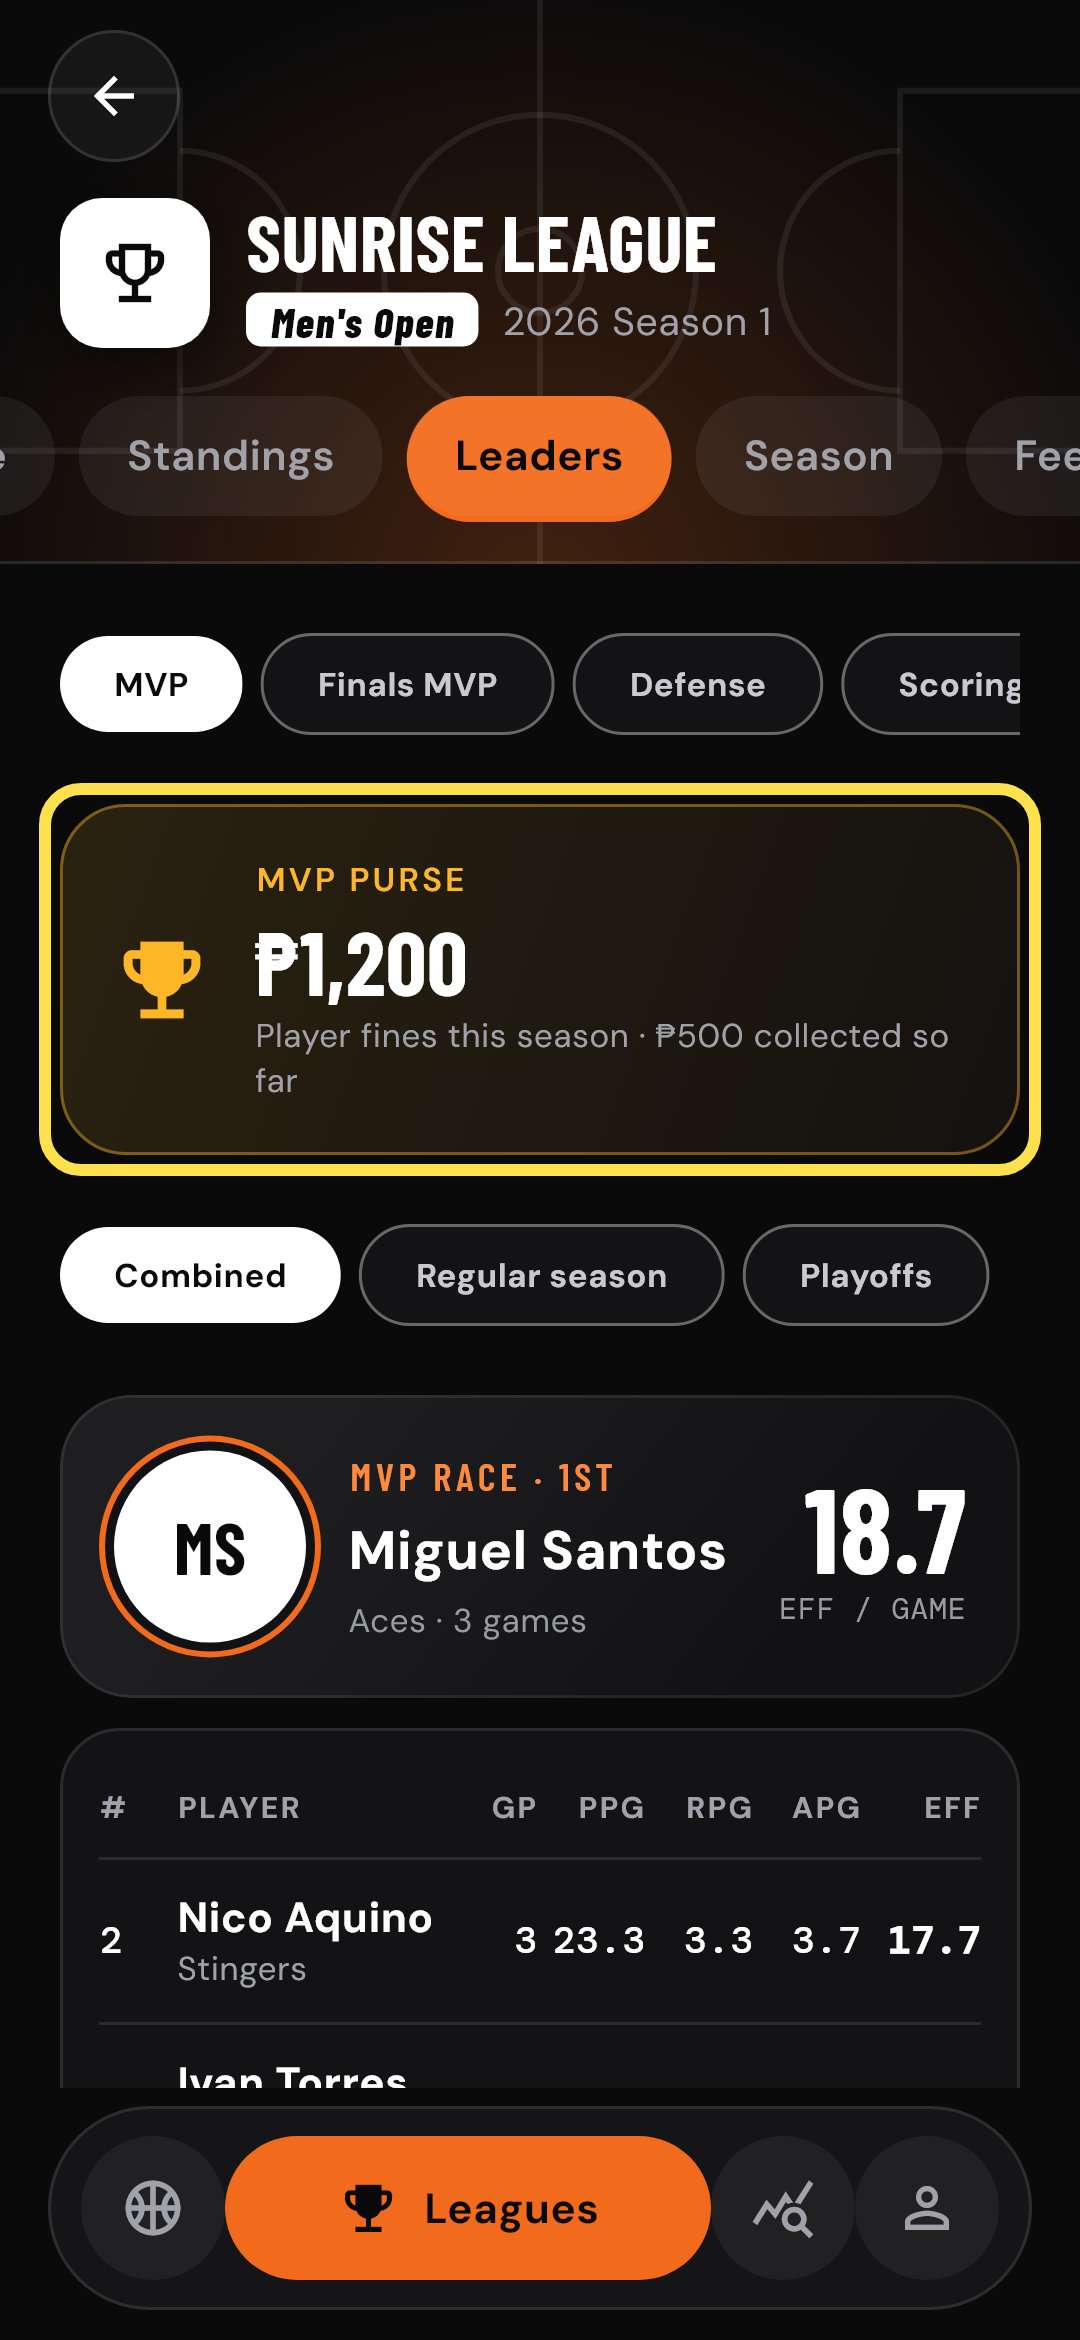 SUNRISE LEAGUE
Men's Open
2026 Season 1
Standings
Leaders
Season
MVP
Finals MVP
Defense
Scoring
MVP PURSE
₱1,200
Player fines this season · ₱500 collected so
far
Combined
Regular season
Playoffs
MS
MVP RACE · 1ST
Miguel Santos
Aces · 3 games
18.7
EFF / GAME
# PLAYER GP PPG RPG APG EFF
2 Nico Aquino 3 23.3 3.3 3.7 17.7
Stingers
Ivan Torres
Leagues